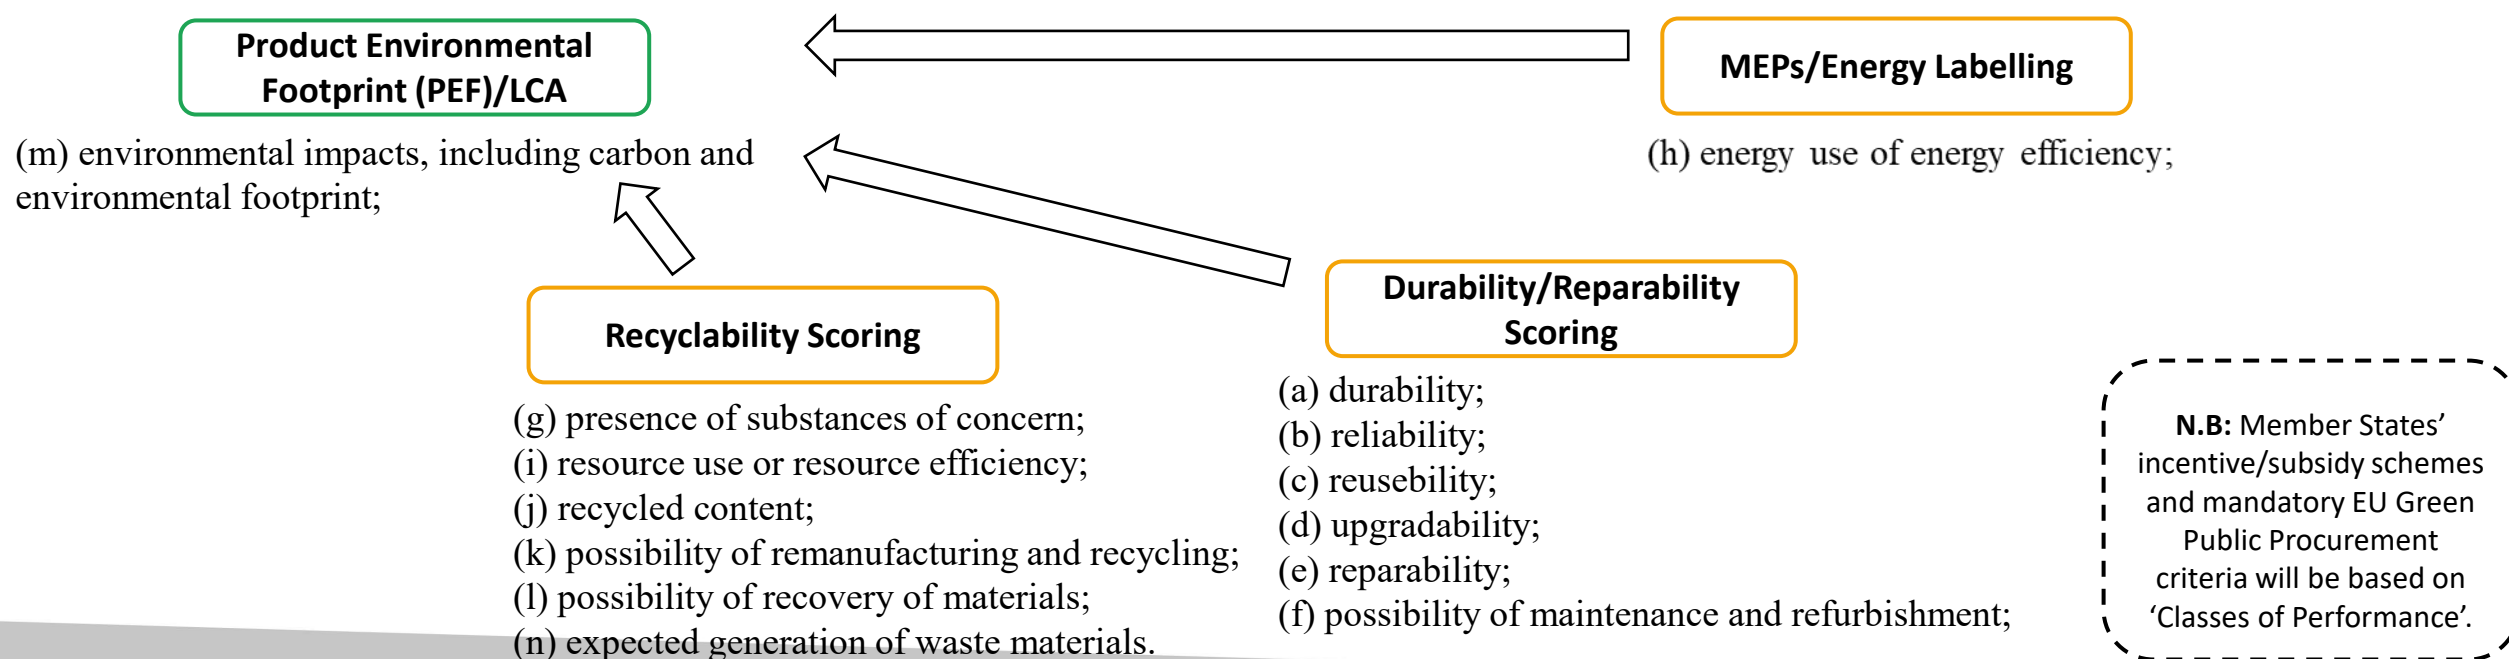 Product Environmental
Footprint (PEF)/LCA
(m) environmental impacts, including carbon and
environmental footprint;
MEPs/Energy Labelling
(h) energy use of energy efficiency;
Recyclability Scoring
(g) presence of substances of concern;
(i) resource use or resource efficiency;
(j) recycled content;
(k) possibility of remanufacturing and recycling;
(l) possibility of recovery of materials;
(n) expected generation of waste materials.
Durability/Reparability
Scoring
(a) durability;
(b) reliability;
(c) reusebility;
(d) upgradability;
(e) reparability;
(f) possibility of maintenance and refurbishment;
N.B: Member States’
incentive/subsidy schemes
and mandatory EU Green
Public Procurement
criteria will be based on
‘Classes of Performance’.